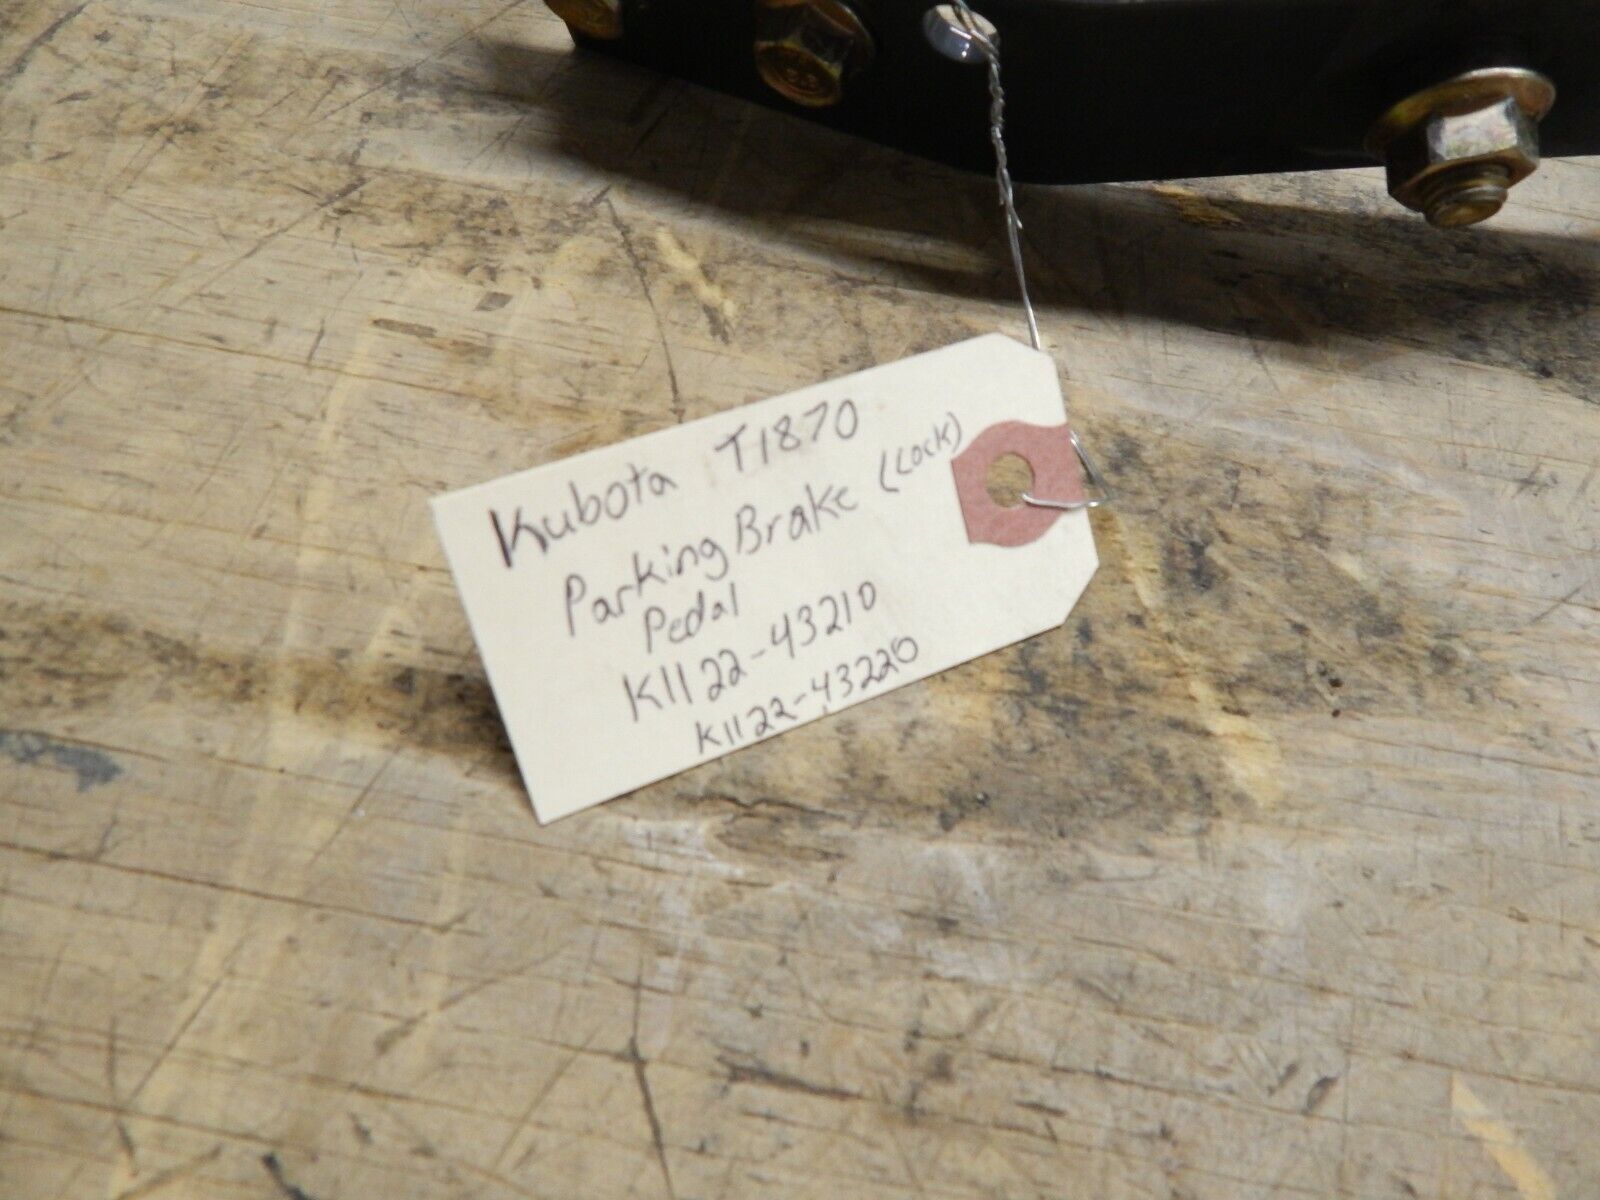 Kubota T1870
Parking Brake (Lock)
Pedal
K1122-43210
K1122-43220